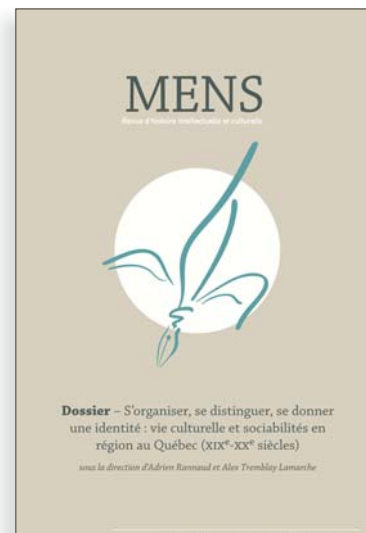 MENS
Revue d'histoire intellectuelle et culturelle
Dossier – S'organiser, se distinguer, se donner
une identité : vie culturelle et sociabilités en
région au Québec (XIXᵉ-XXᵉ siècles)
sous la direction d'Adrien Rannaud et Alex Tremblay Lamarche